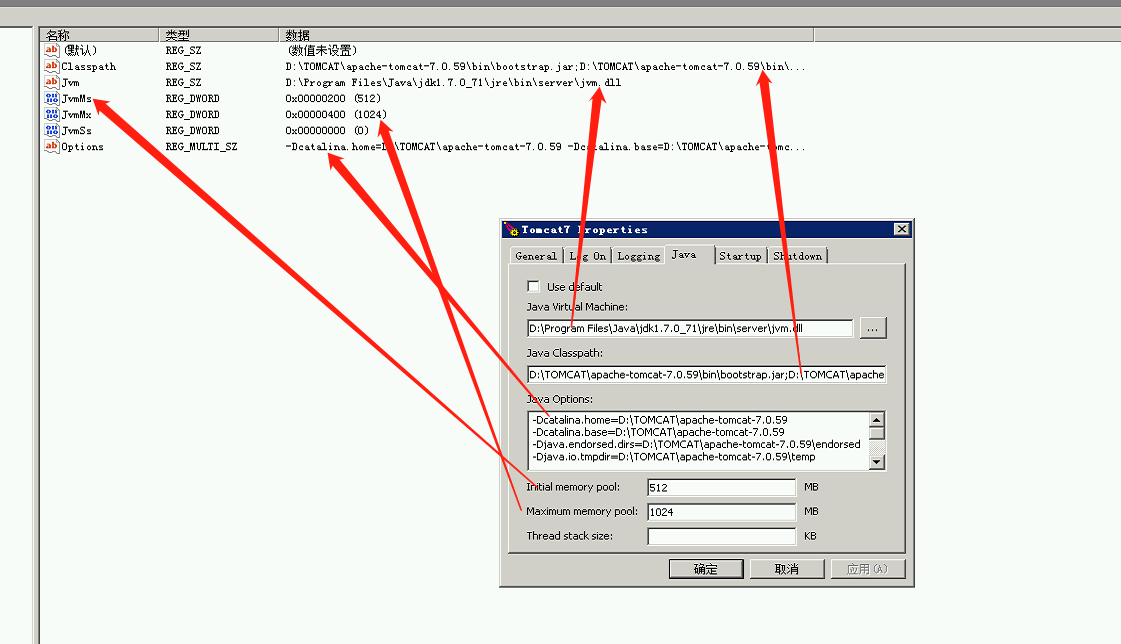 名称 类型 数据
(默认) REG_SZ (数值未设置)
Classpath REG_SZ D:\TOMCAT\apache-tomcat-7.0.59\bin\bootstrap.jar;D:\TOMCAT\apache-tomcat-7.0.59\bin\...
Jvm REG_SZ D:\Program Files\Java\jdk1.7.0_71\jre\bin\server\jvm.dll
JvmMs REG_DWORD 0x00000200 (512)
JvmMx REG_DWORD 0x00000400 (1024)
JvmSs REG_DWORD 0x00000000 (0)
Options REG_MULTI_SZ -Dcatalina.home=D:\TOMCAT\apache-tomcat-7.0.59 -Dcatalina.base=D:\TOMCAT\apache-tomc...
Tomcat7 Properties
General Log On Logging Java Startup Shutdown
Use default
Java Virtual Machine:
D:\Program Files\Java\jdk1.7.0_71\jre\bin\server\jvm.dll ...
Java Classpath:
D:\TOMCAT\apache-tomcat-7.0.59\bin\bootstrap.jar;D:\TOMCAT\apache
Java Options:
-Dcatalina.home=D:\TOMCAT\apache-tomcat-7.0.59
-Dcatalina.base=D:\TOMCAT\apache-tomcat-7.0.59
-Djava.endorsed.dirs=D:\TOMCAT\apache-tomcat-7.0.59\endorsed
-Djava.io.tmpdir=D:\TOMCAT\apache-tomcat-7.0.59\temp
Initial memory pool: 512 MB
Maximum memory pool: 1024 MB
Thread stack size: KB
确定 取消 应用(A)